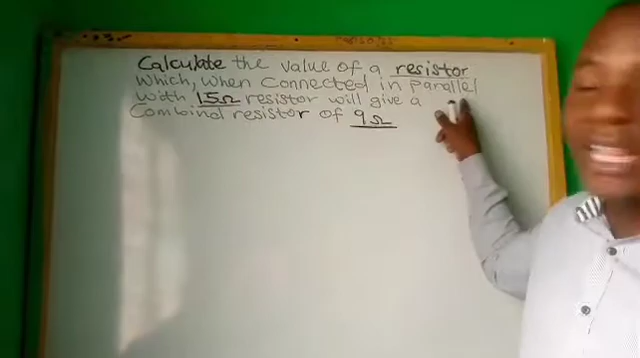 Calculate the value of a resistor
which, when connected in parallel
with 15Ω resistor will give a
Combind resistor of 9Ω